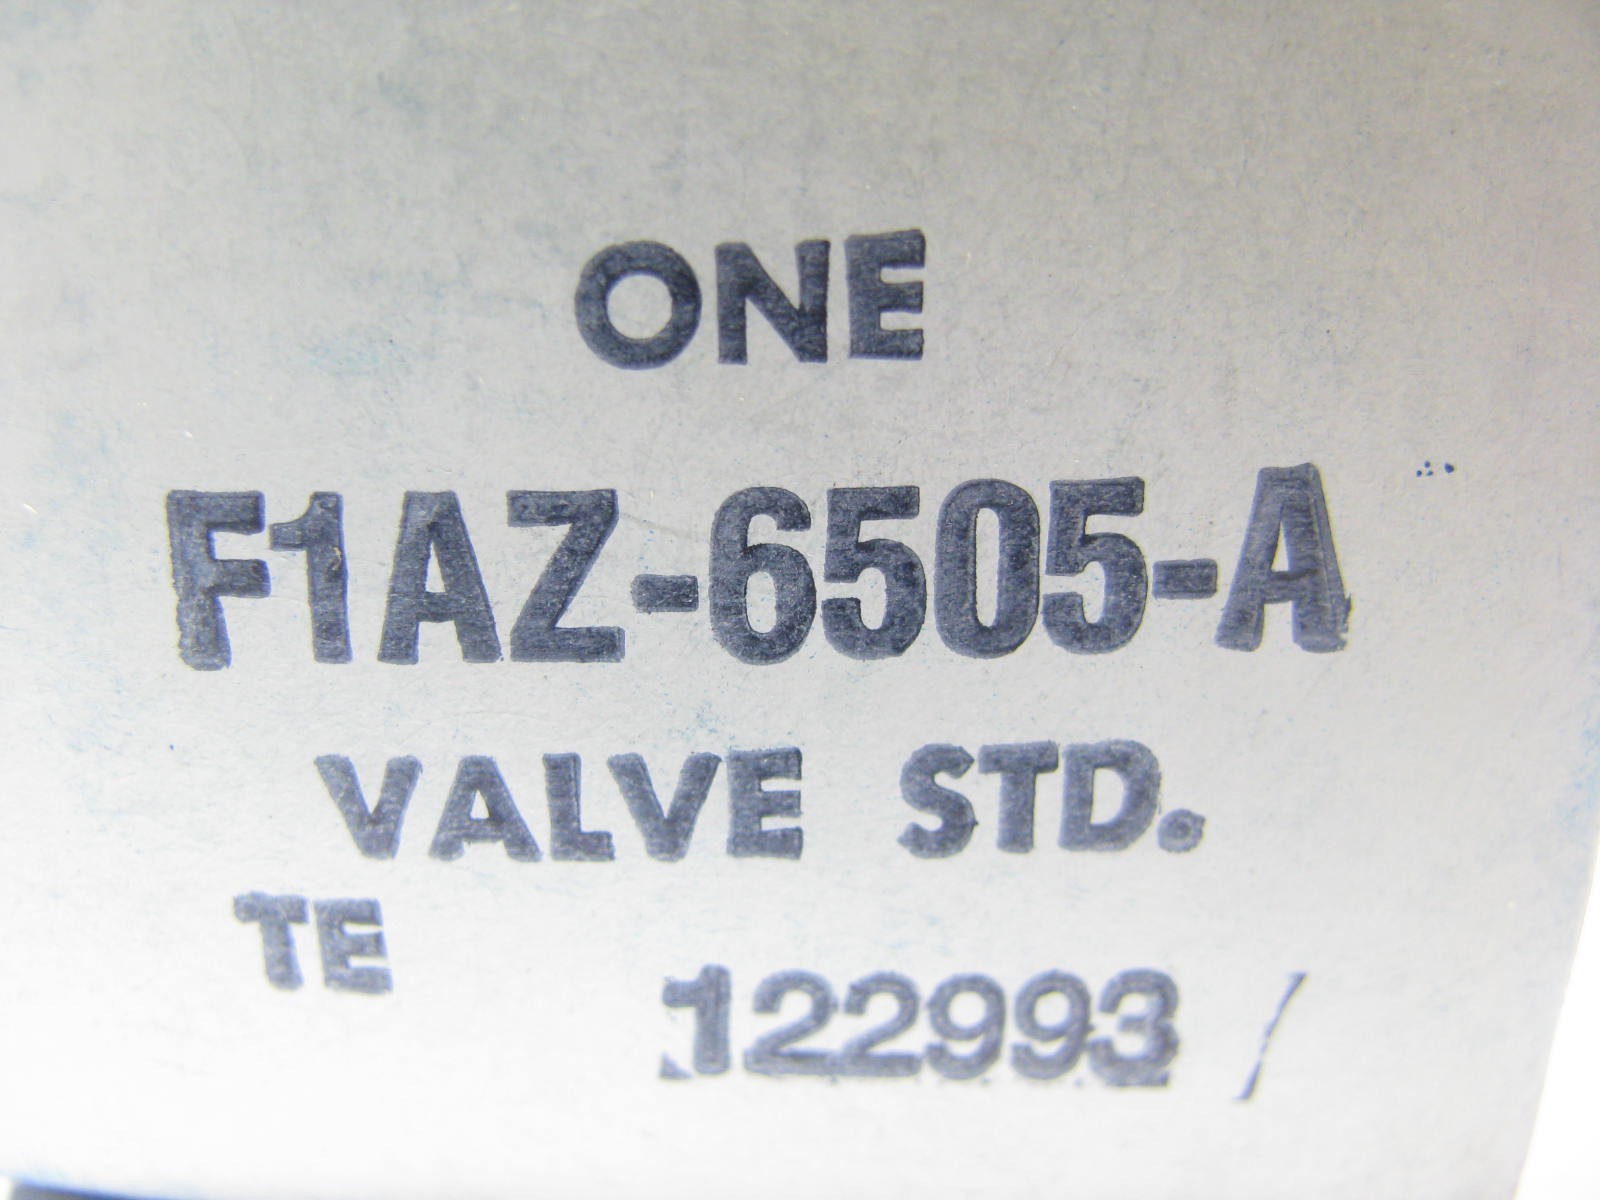 ONE
F1AZ-6505-A
VALVE STD.
TE
122993 /